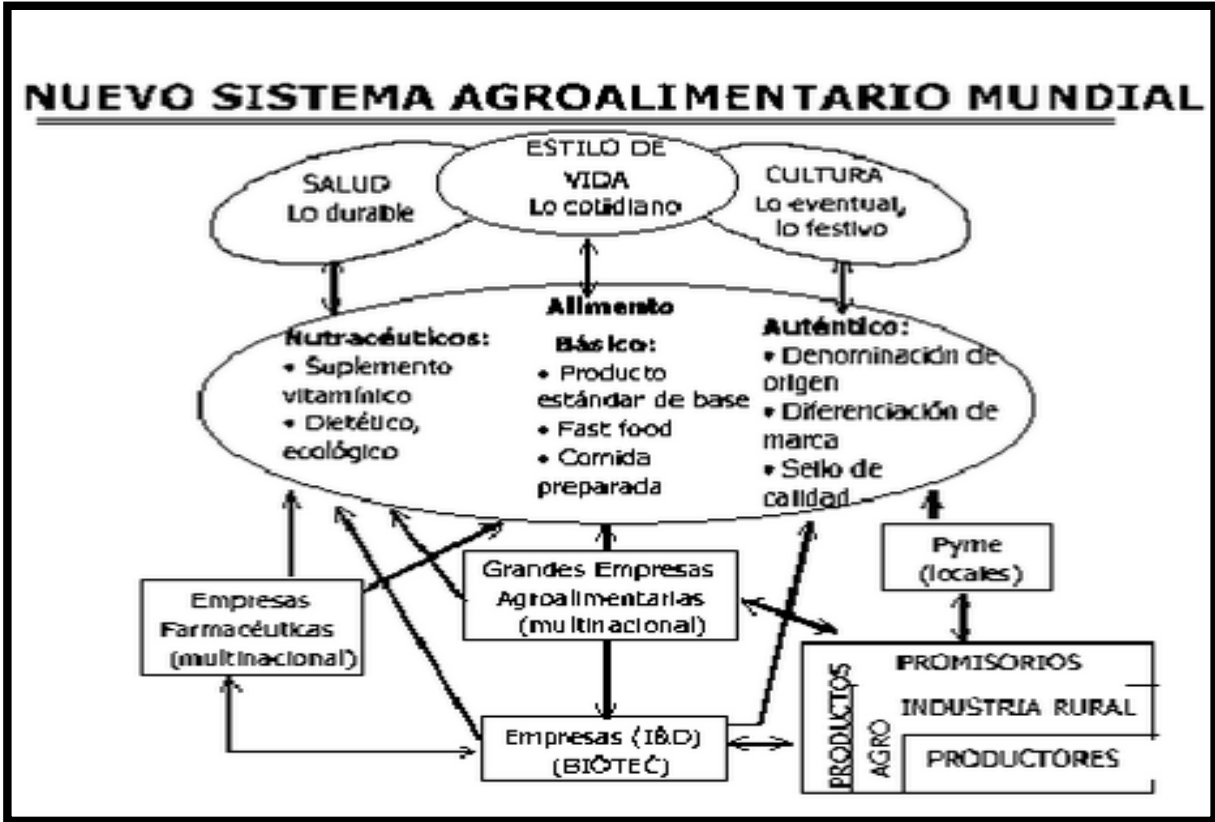 NUEVO SISTEMA AGROALIMENTARIO MUNDIAL
SALUD
Lo durable
ESTILO DE
VIDA
Lo cotidiano
CULTURA
Lo eventual,
lo festivo
Nutracéuticos:
• Suplemento
vitamínico
• Dietético,
ecológico
Alimento
Básico:
• Producto
estándar de base
• Fast food
• Comida
preparada
Auténtico:
• Denominación de
origen
• Diferenciación de
marca
• Sello de
calidad
Empresas
Farmacéuticas
(multinacional)
Grandes Empresas
Agroalimentarias
(multinacional)
Pyme
(locales)
Empresas (I&D)
(BIOTEC)
PRODUCTOS
PROMISORIOS
AGRO
INDUSTRIA RURAL
PRODUCTORES